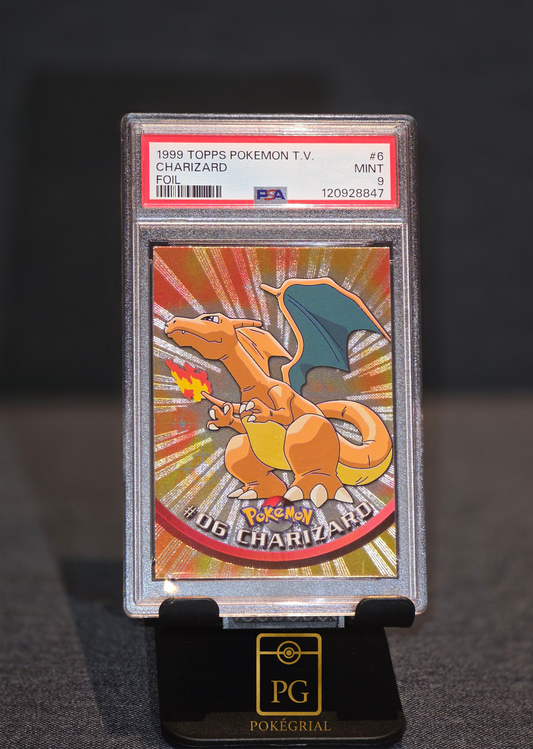 1999 TOPPS POKEMON T.V. #6
CHARIZARD MINT
FOIL 9
PSA 120928847
POKéMON
#06 CHARIZARD
PG
POKÉGRIAL